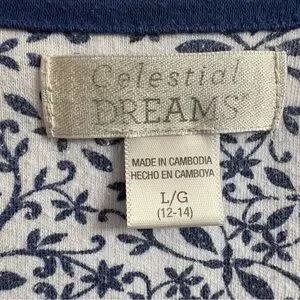 Celestial
DREAMS
MADE IN CAMBODIA
HECHO EN CAMBOYA
L/G
(12-14)